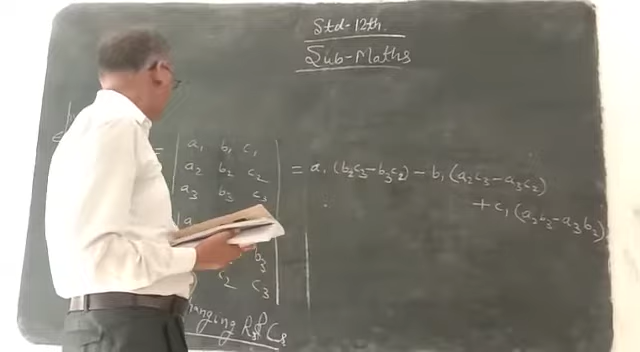 Std-12th.
Sub-Maths
= | a₁ b₁ c₁ |
| a₂ b₂ c₂ | = a₁ (b₂c₃-b₃c₂) - b₁ (a₂c₃-a₃c₂)
| a₃ b₃ c₃ | + c₁ (a₂b₃-a₃b₂)
b₃
c₂ c₃